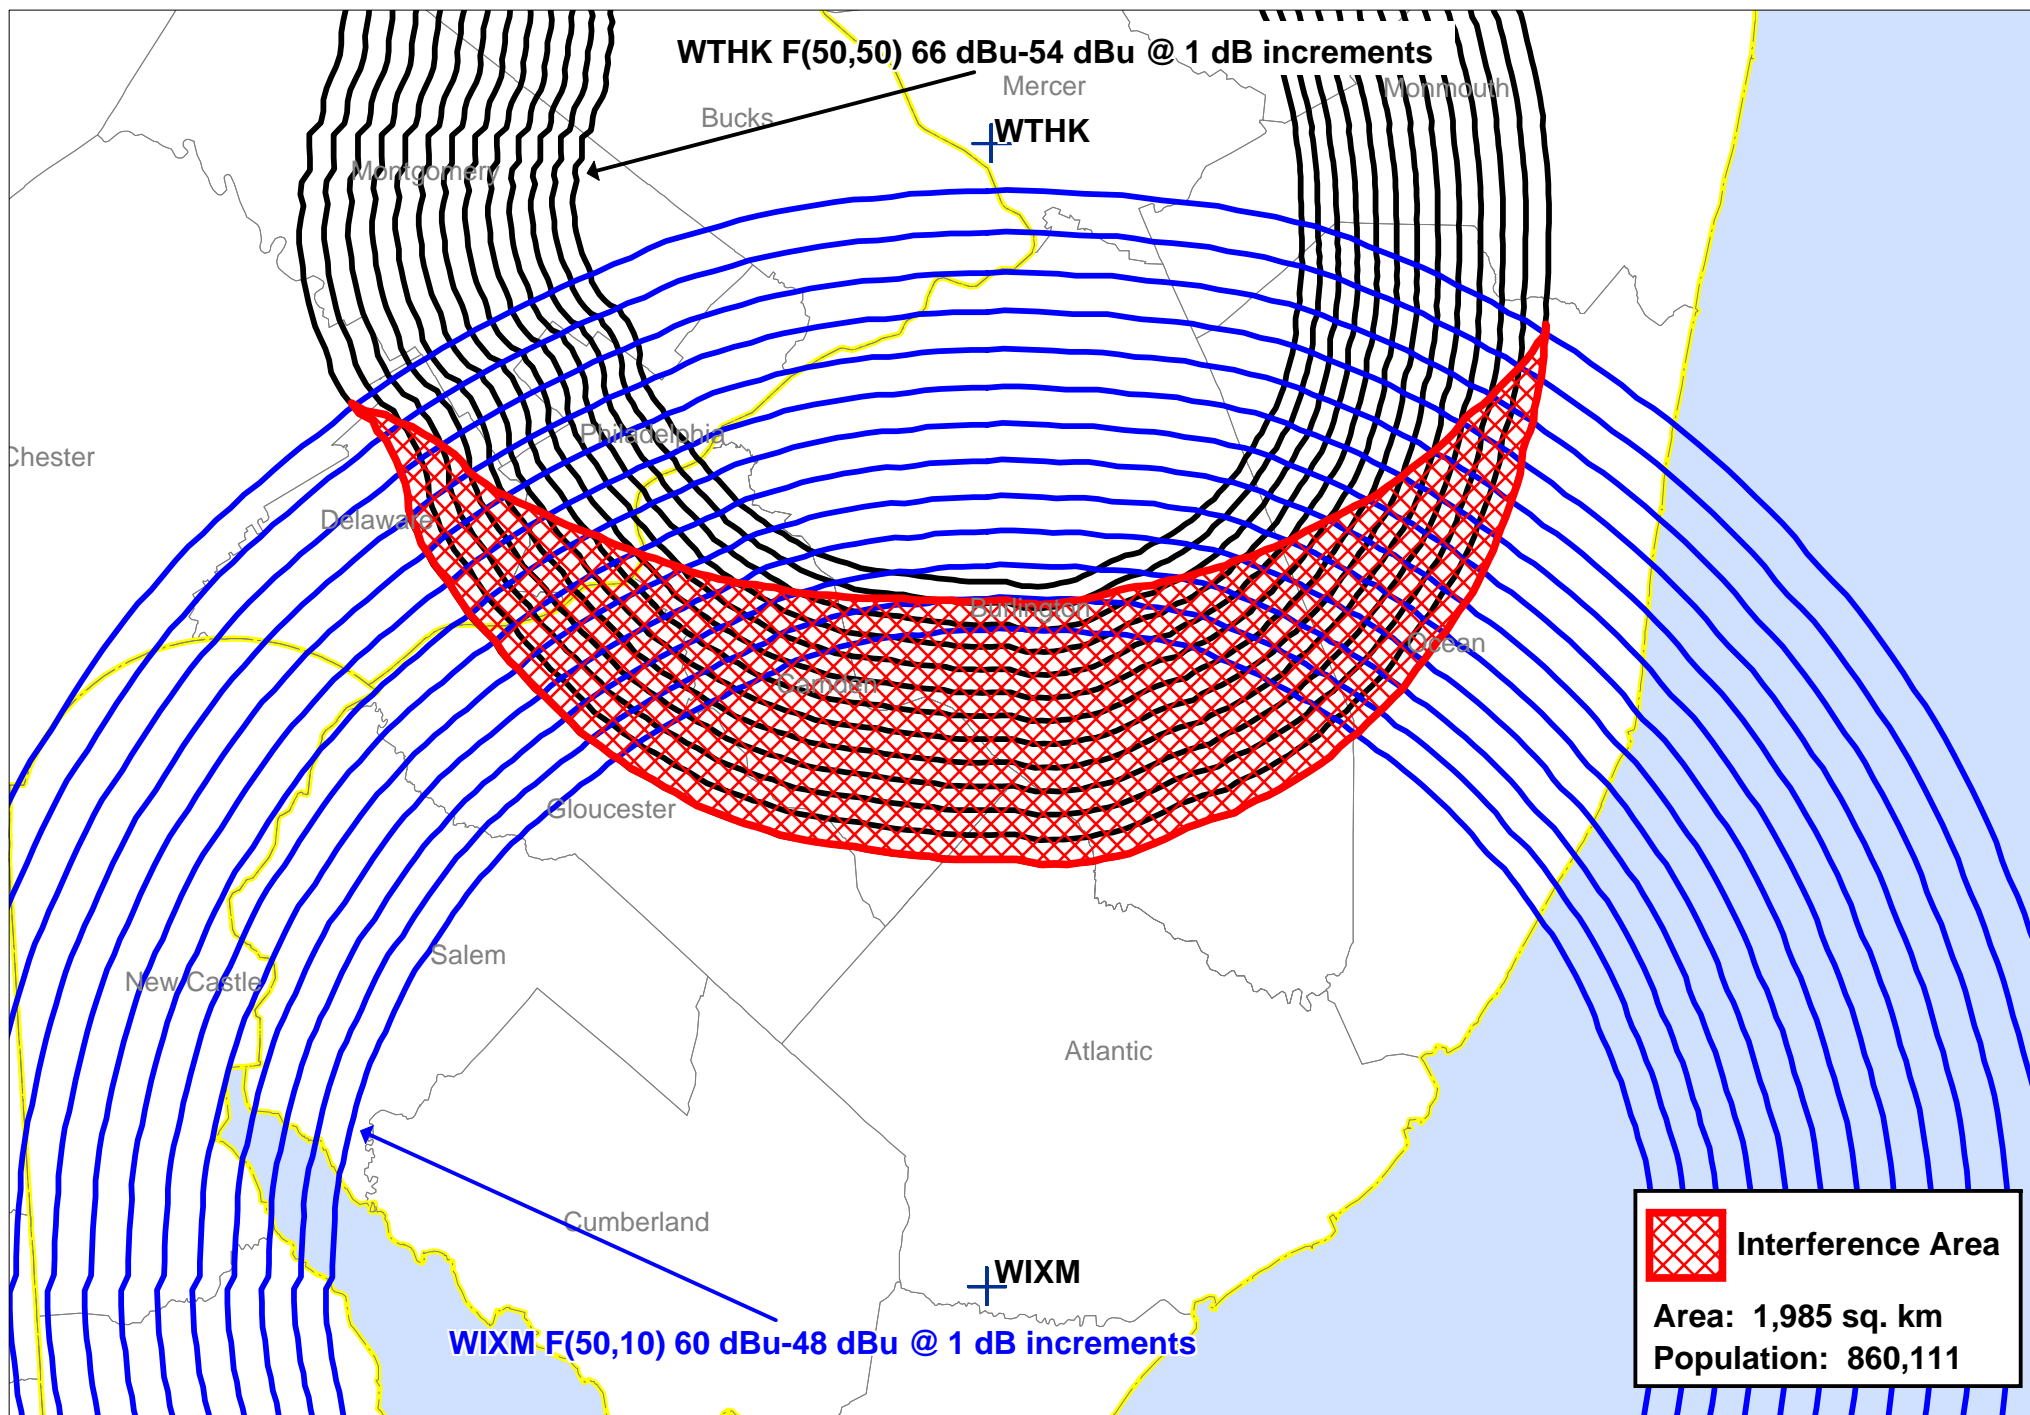 WTHK F(50,50) 66 dBu-54 dBu @ 1 dB increments
Mercer
Monmouth
Bucks
WTHK
Montgomery
Philadelphia
Chester
Delaware
Burlington
Ocean
Camden
Gloucester
Salem
New Castle
Atlantic
Cumberland
WIXM
WIXM F(50,10) 60 dBu-48 dBu @ 1 dB increments
Interference Area
Area: 1,985 sq. km
Population: 860,111